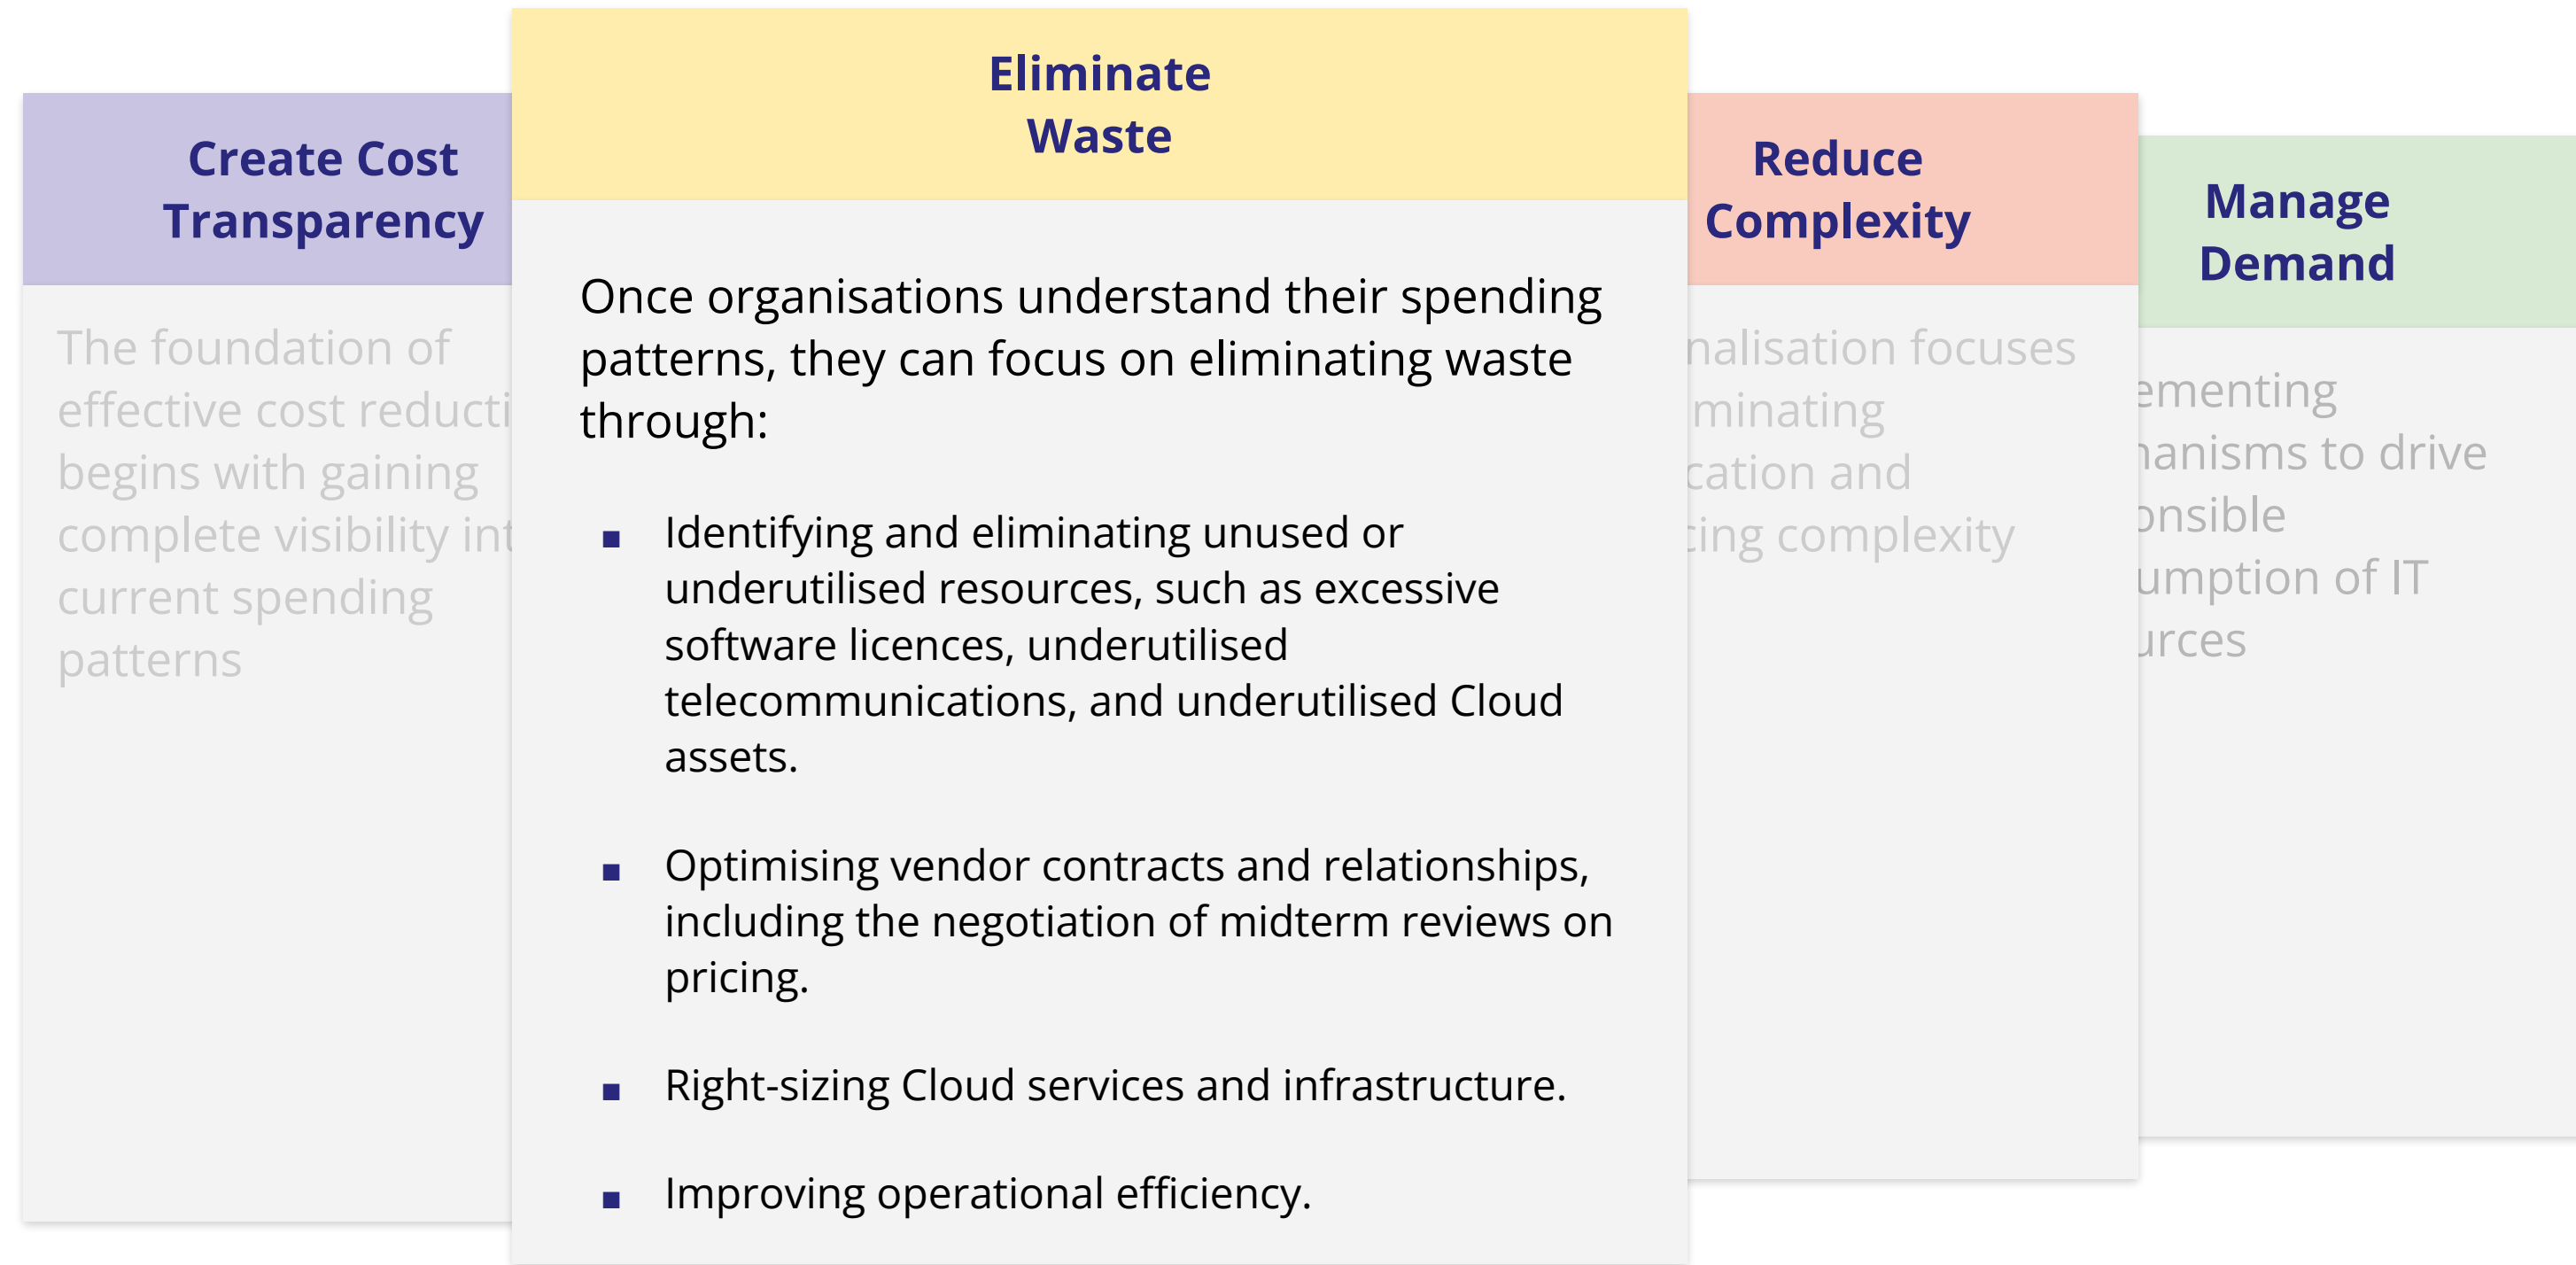 Create Cost
Transparency
The foundation of
effective cost reducti
begins with gaining
complete visibility int
current spending
patterns
Eliminate
Waste
Once organisations understand their spending
patterns, they can focus on eliminating waste
through:
▪ Identifying and eliminating unused or
underutilised resources, such as excessive
software licences, underutilised
telecommunications, and underutilised Cloud
assets.
▪ Optimising vendor contracts and relationships,
including the negotiation of midterm reviews on
pricing.
▪ Right-sizing Cloud services and infrastructure.
▪ Improving operational efficiency.
Reduce
Complexity
nalisation focuses
minating
cation and
cing complexity
Manage
Demand
ementing
hanisms to drive
onsible
umption of IT
urces